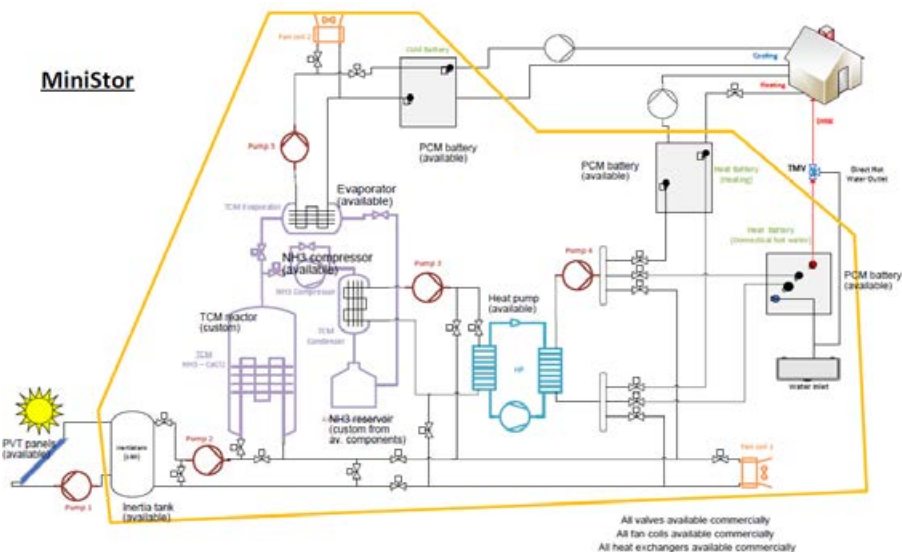 MiniStor
Fan coil 2
Cold Battery
Cooling
Heating
DHW
Pump 5
PCM battery
(available)
PCM battery
(available)
Heat Battery
(Heating)
TMV
Direct Hot
Water Outlet
Evaporator
(available)
TCM Evaporator
Heat Battery
(Domestical hot water)
NH3 compressor
(available)
NH3 Compressor
Pump 3
Pump 4
PCM battery
(available)
Heat pump
(available)
TCM reactor
(custom)
TCM
Condenser
TCM
NH3 – CaCl2
HP
Water Inlet
NH3 reservoir
(custom from
av. components)
PVT panels
(available)
Pump 2
Fan coil 1
Pump 1
Inertia tank
(available)
All valves available commercially
All fan coils available commercially
All heat exchangers available commercially